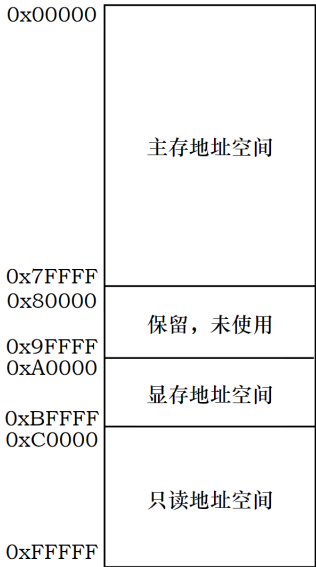 0x00000
主存地址空间
0x7FFFF
0x80000
保留，未使用
0x9FFFF
0xA0000
显存地址空间
0xBFFFF
0xC0000
只读地址空间
0xFFFFF